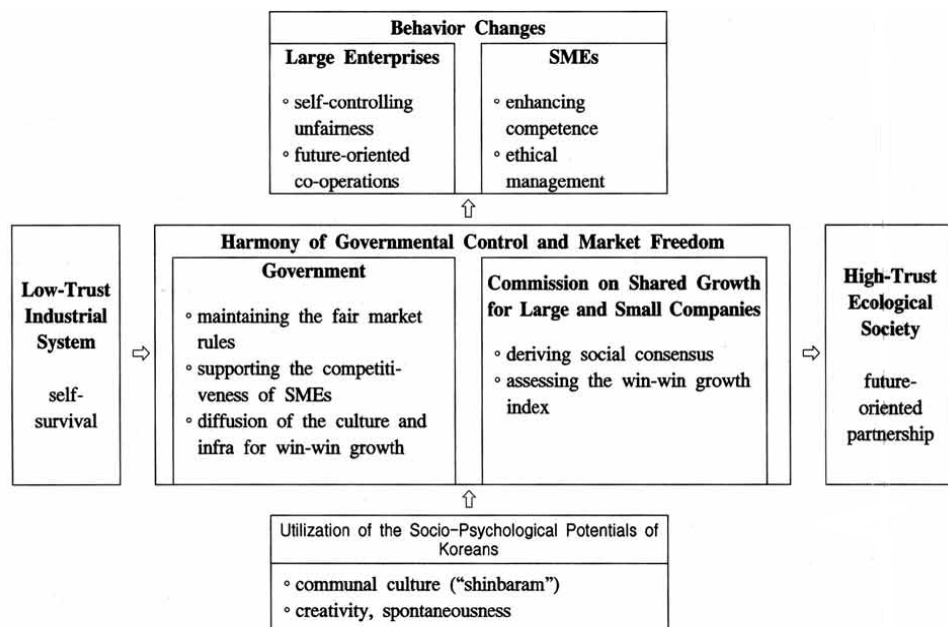 Behavior Changes
Large Enterprises
° self-controlling
unfairness
° future-oriented
co-operations
SMEs
° enhancing
competence
° ethical
management
Low-Trust
Industrial
System
self-
survival
Harmony of Governmental Control and Market Freedom
Government
° maintaining the fair market
rules
° supporting the competiti-
veness of SMEs
° diffusion of the culture and
infra for win-win growth
Commission on Shared Growth
for Large and Small Companies
° deriving social consensus
° assessing the win-win growth
index
High-Trust
Ecological
Society
future-
oriented
partnership
Utilization of the Socio-Psychological Potentials of
Koreans
° communal culture (“shinbaram”)
° creativity, spontaneousness